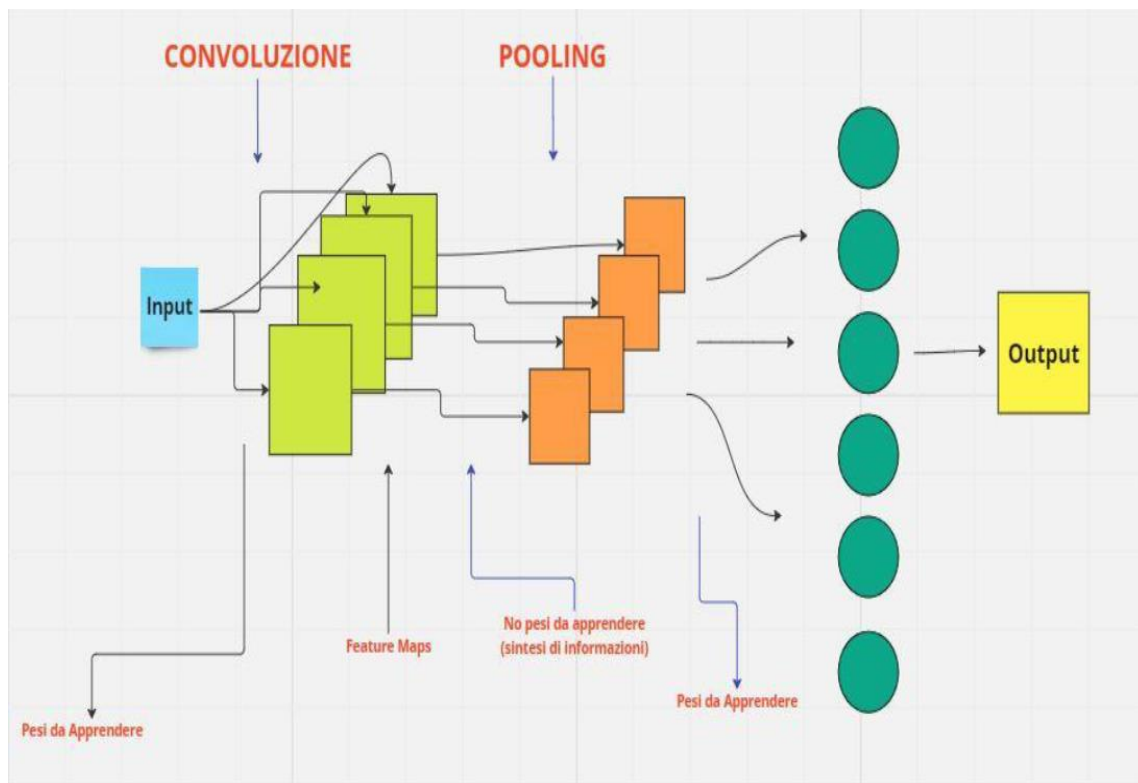 CONVOLUZIONE
POOLING
Input
Output
Feature Maps
No pesi da apprendere
(sintesi di informazioni)
Pesi da Apprendere
Pesi da Apprendere